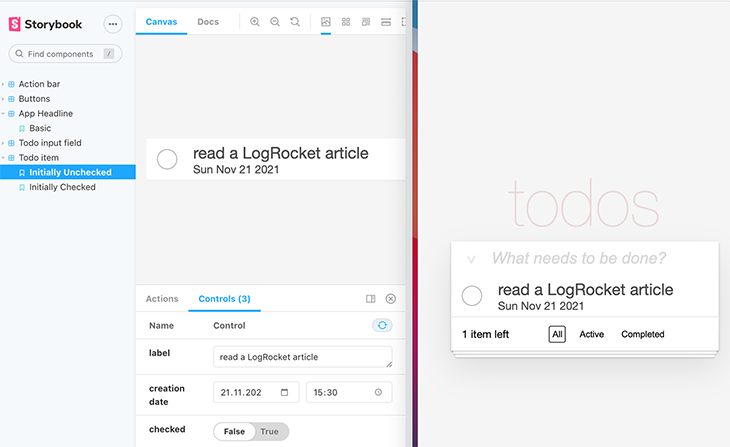 Storybook
Find components
/
Action bar
Buttons
App Headline
Basic
Todo input field
Todo item
Initially Unchecked
Initially Checked
Canvas
Docs
read a LogRocket article
Sun Nov 21 2021
Actions
Controls (3)
Name
Control
label
read a LogRocket article
creation
date
21.11.202
15:30
checked
False
True
todos
What needs to be done?
read a LogRocket article
Sun Nov 21 2021
1 item left
All
Active
Completed